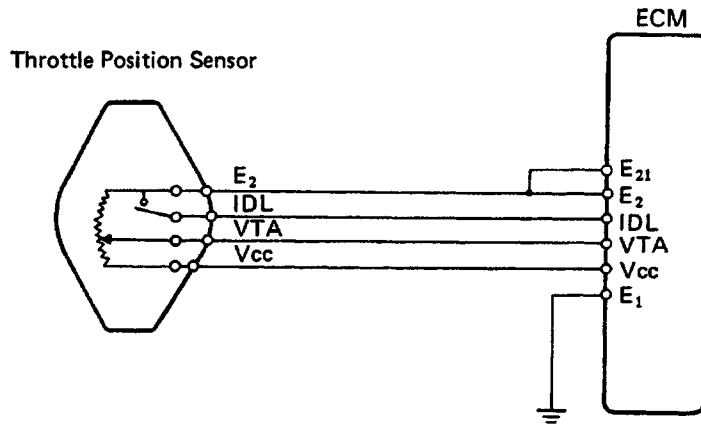 ECM
Throttle Position Sensor
E2
IDL
VTA
Vcc
E21
E2
IDL
VTA
Vcc
E1